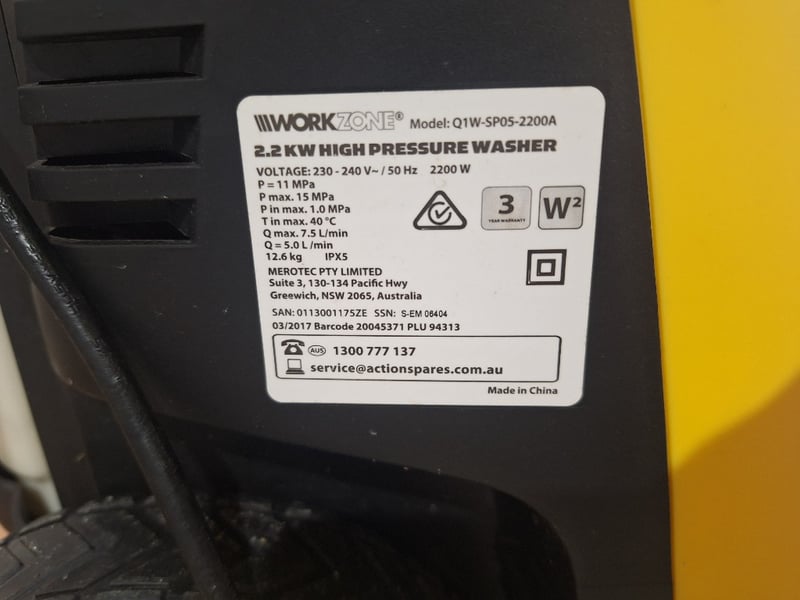 WORKZONE® Model: Q1W-SP05-2200A
2.2 KW HIGH PRESSURE WASHER
VOLTAGE: 230 - 240 V~ / 50 Hz 2200 W
P = 11 MPa
P max. 15 MPa
P in max. 1.0 MPa
T in max. 40 °C
Q max. 7.5 L/min
Q = 5.0 L /min
12.6 kg IPX5
3
YEAR WARRANTY
W²
MEROTEC PTY LIMITED
Suite 3, 130-134 Pacific Hwy
Greewich, NSW 2065, Australia
SAN: 0113001175ZE SSN: S-EM 06404
03/2017 Barcode 20045371 PLU 94313
AUS 1300 777 137
service@actionspares.com.au
Made in China